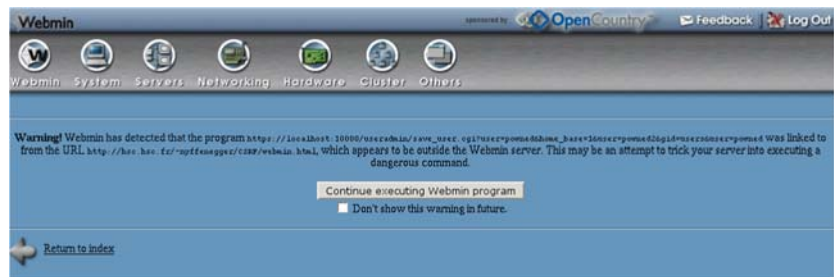 Webmin
sponsored by OpenCountry Feedback Log Out
Webmin System Servers Networking Hardware Cluster Others
Warning! Webmin has detected that the program https://localhost:10000/useradmin/save_user.cgi?user=powned&home_base=1&user=powned2&gid=users&user=powned was linked to
from the URL http://hsc.hsc.fr/~npffenegger/CSRF/webmin.html, which appears to be outside the Webmin server. This may be an attempt to trick your server into executing a
dangerous command.
Continue executing Webmin program
Don't show this warning in future.
Return to index